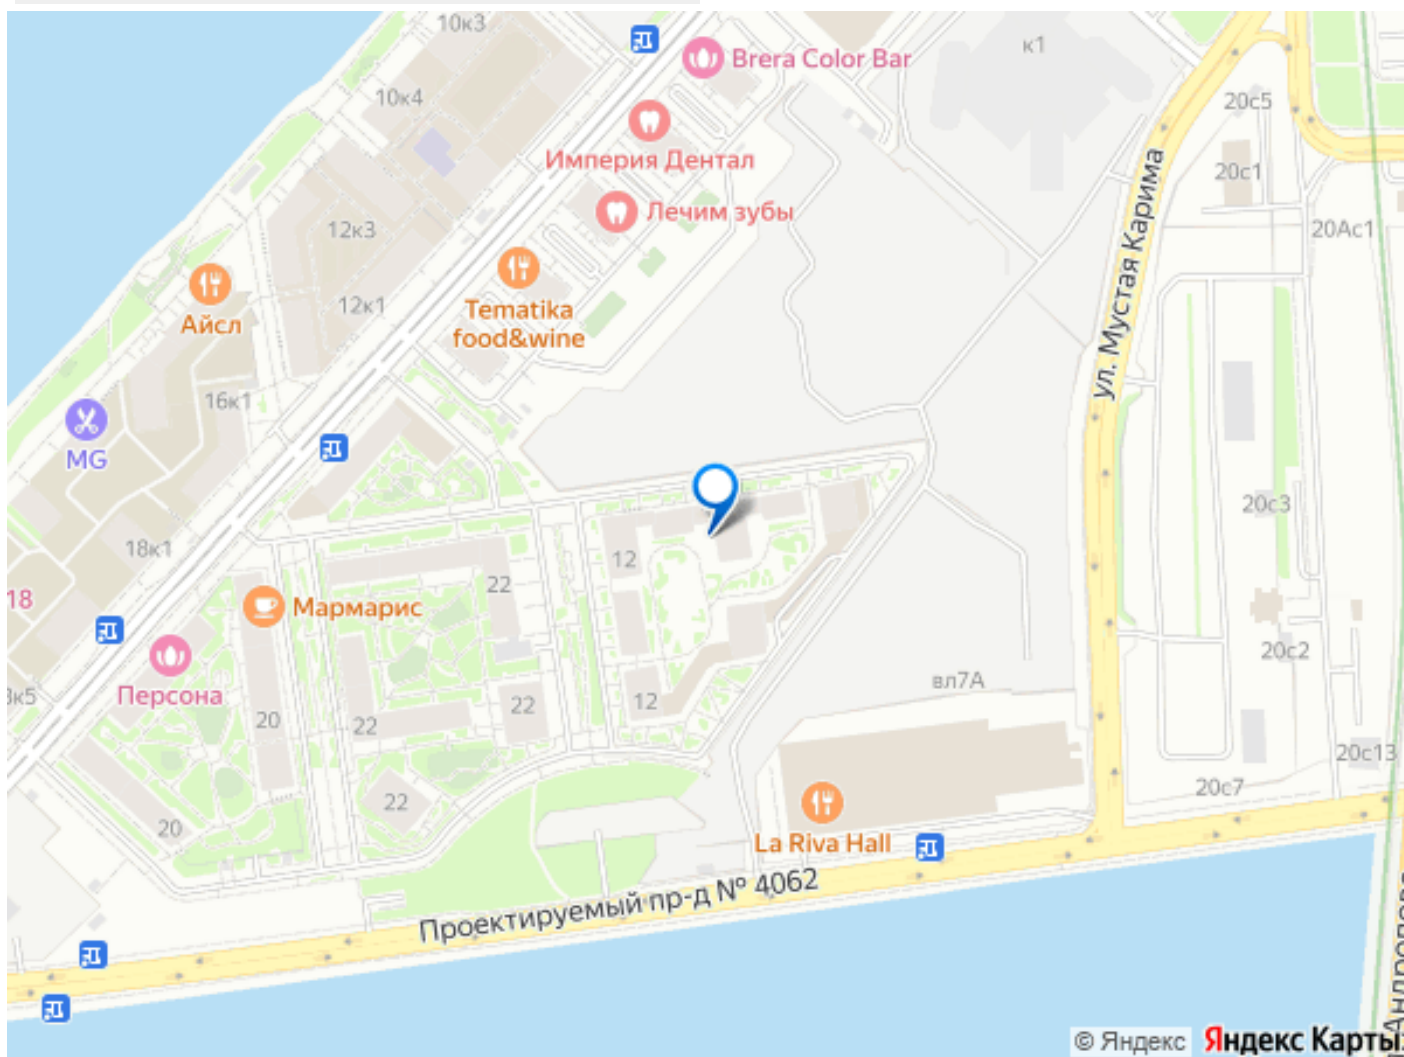 10к3
Brera Color Bar
к1
10к4
20с5
Империя Дентал
20с1
Лечим зубы
ул. Мустая Карима
20Ас1
12к3
Tematika
food&wine
12к1
Айсл
16к1
MG
20с3
18к1
12
22
18
Мармарис
20с2
Персона
вл7А
12
20
22
22
20с13
20с7
22
20
La Riva Hall
Проектируемый пр-д № 4062
© Яндекс
Яндекс Карты